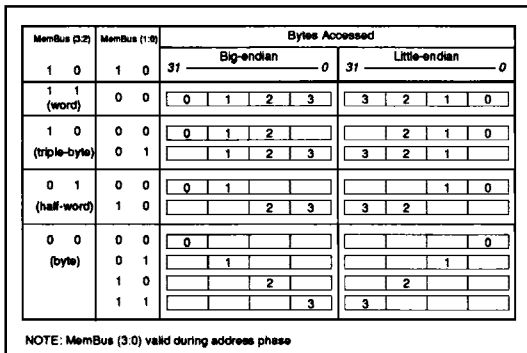 MemBus (3:2) MemBus (1:0) Bytes Accessed
Big-endian Little-endian
1 0 1 0 31 0 31 0
1 1 0 0 0 1 2 3 3 2 1 0
(word)
1 0 0 0 0 1 2 2 1 0
(triple-byte) 0 1 1 2 3 3 2 1
0 1 0 0 0 1 1 0
(half-word) 1 0 2 3 3 2
0 0 0 0 0 0
(byte) 0 1 1 1
1 0 2 2
1 1 3 3
NOTE: MemBus (3:0) valid during address phase